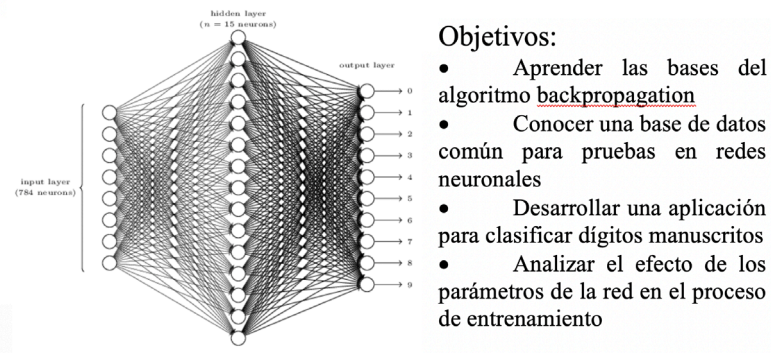 hidden layer
(n = 15 neurons)
output layer
input layer
(784 neurons)
0
1
2
3
4
5
6
7
8
9
Objetivos:
• Aprender las bases del
algoritmo backpropagation
• Conocer una base de datos
común para pruebas en redes
neuronales
• Desarrollar una aplicación
para clasificar dígitos manuscritos
• Analizar el efecto de los
parámetros de la red en el proceso
de entrenamiento